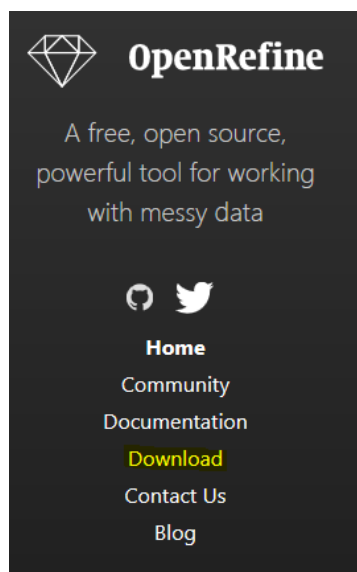 OpenRefine
A free, open source,
powerful tool for working
with messy data
Home
Community
Documentation
Download
Contact Us
Blog